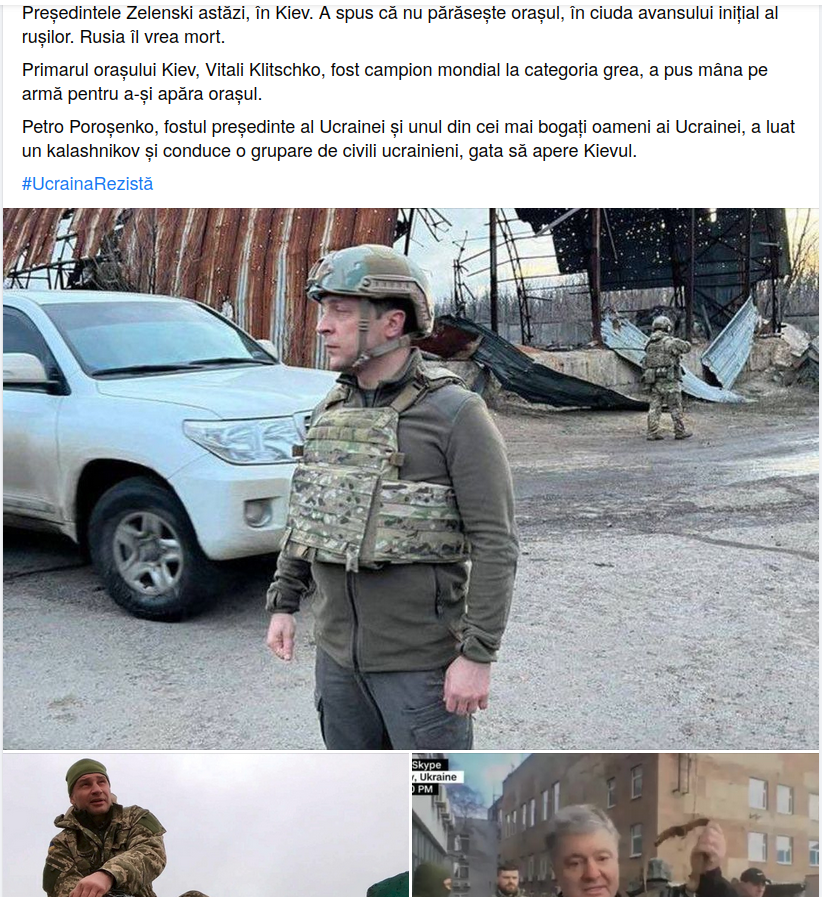 Președintele Zelenski astăzi, în Kiev. A spus că nu părăsește orașul, în ciuda avansului inițial al
rușilor. Rusia îl vrea mort.
Primarul orașului Kiev, Vitali Klitschko, fost campion mondial la categoria grea, a pus mâna pe
armă pentru a-și apăra orașul.
Petro Poroșenko, fostul președinte al Ucrainei și unul din cei mai bogați oameni ai Ucrainei, a luat
un kalashnikov și conduce o grupare de civili ucrainieni, gata să apere Kievul.
#UcrainaRezistă
Skype
, Ukraine
PM